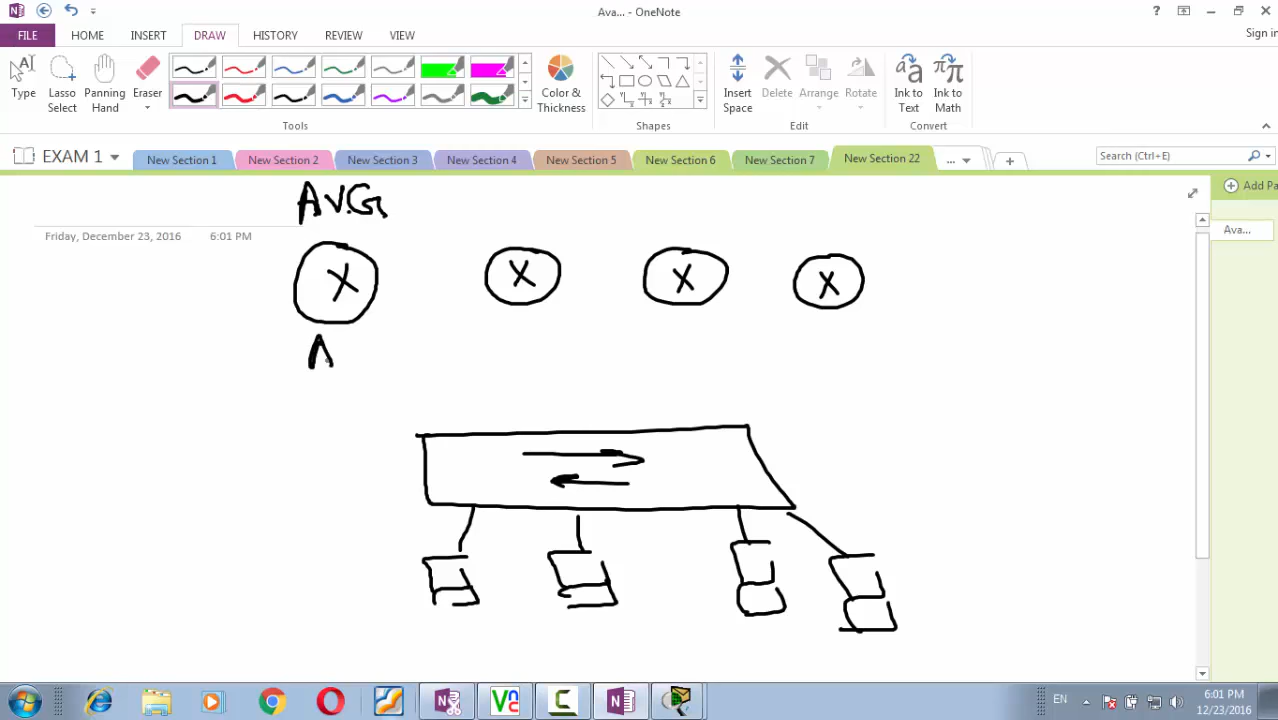 Ava... - OneNote
?
Sign in
FILE HOME INSERT DRAW HISTORY REVIEW VIEW
Type
Lasso Select
Panning Hand
Eraser
Color & Thickness
Insert Space
Delete
Arrange
Rotate
Ink to Text
Ink to Math
Tools
Shapes
Edit
Convert
EXAM 1
New Section 1
New Section 2
New Section 3
New Section 4
New Section 5
New Section 6
New Section 7
New Section 22
...
Search (Ctrl+E)
Add Pa
Ava...
AVG
Friday, December 23, 2016 6:01 PM
X X X X
A
EN
6:01 PM
12/23/2016